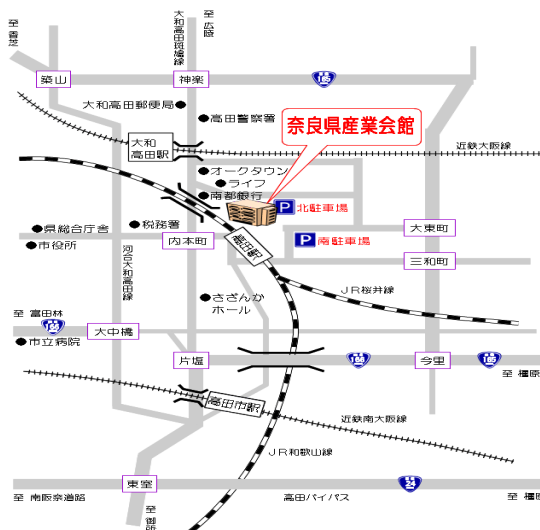 至 香芝
大和高田斑鳩線
至 広陵
築山
神楽
165
大和高田郵便局
高田警察署
奈良県産業会館
大和
高田駅
近鉄大阪線
オークタウン
ライフ
南都銀行
P 北駐車場
県総合庁舎
税務署
大東町
市役所
内本町
高田駅
P 南駐車場
三和町
河合大和高田線
JR桜井線
さざんか
ホール
至 富田林
166
大中橋
市立病院
片塩
166
今里
165
至 橿原
高田市駅
近鉄南大阪線
JR和歌山線
東室
24
至 南阪奈道路
高田バイパス
至 橿原
至 御所